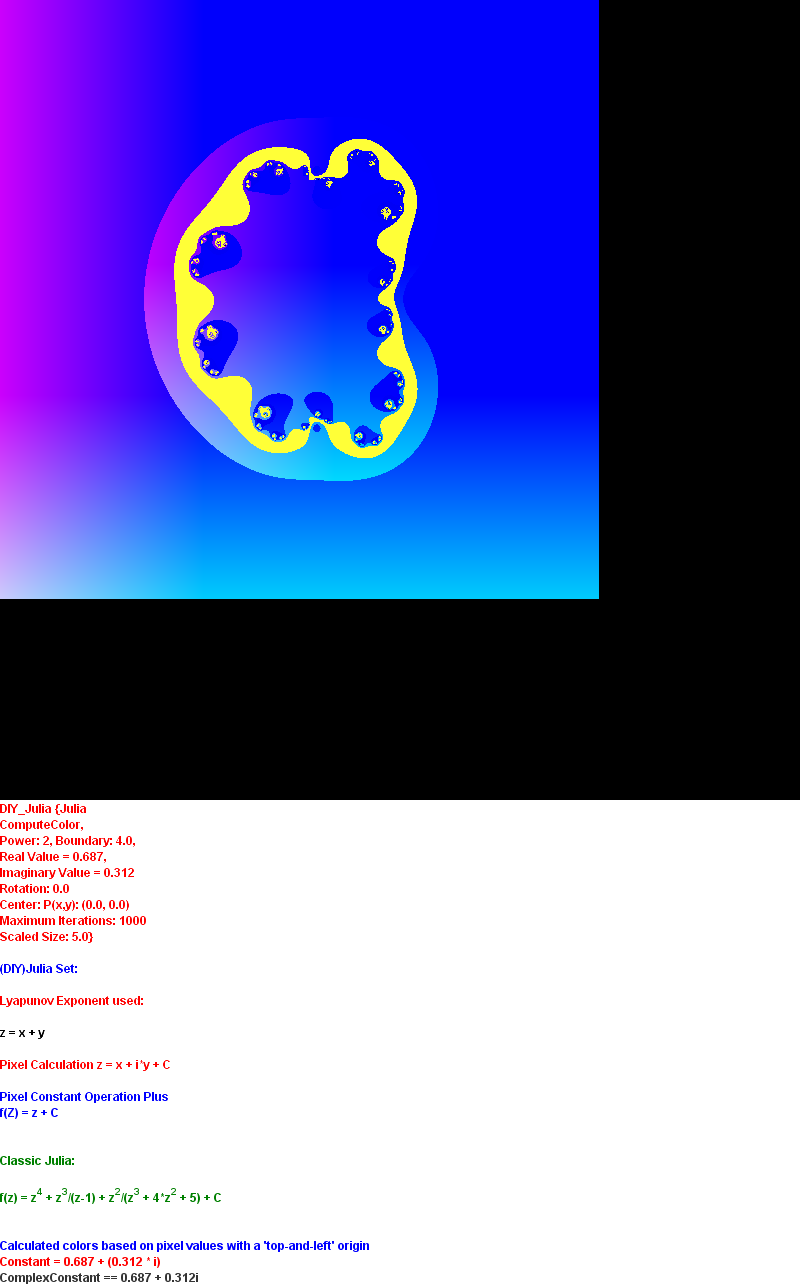 DIY_Julia {Julia
ComputeColor,
Power: 2, Boundary: 4.0,
Real Value = 0.687,
Imaginary Value = 0.312
Rotation: 0.0
Center: P(x,y): (0.0, 0.0)
Maximum Iterations: 1000
Scaled Size: 5.0}
(DIY)Julia Set:
Lyapunov Exponent used:
z = x + y
Pixel Calculation z = x + i*y + C
Pixel Constant Operation Plus
f(Z) = z + C
Classic Julia:
f(z) = z^4 + z^3/(z-1) + z^2/(z^3 + 4*z^2 + 5) + C
Calculated colors based on pixel values with a 'top-and-left' origin
Constant = 0.687 + (0.312 * i)
ComplexConstant == 0.687 + 0.312i